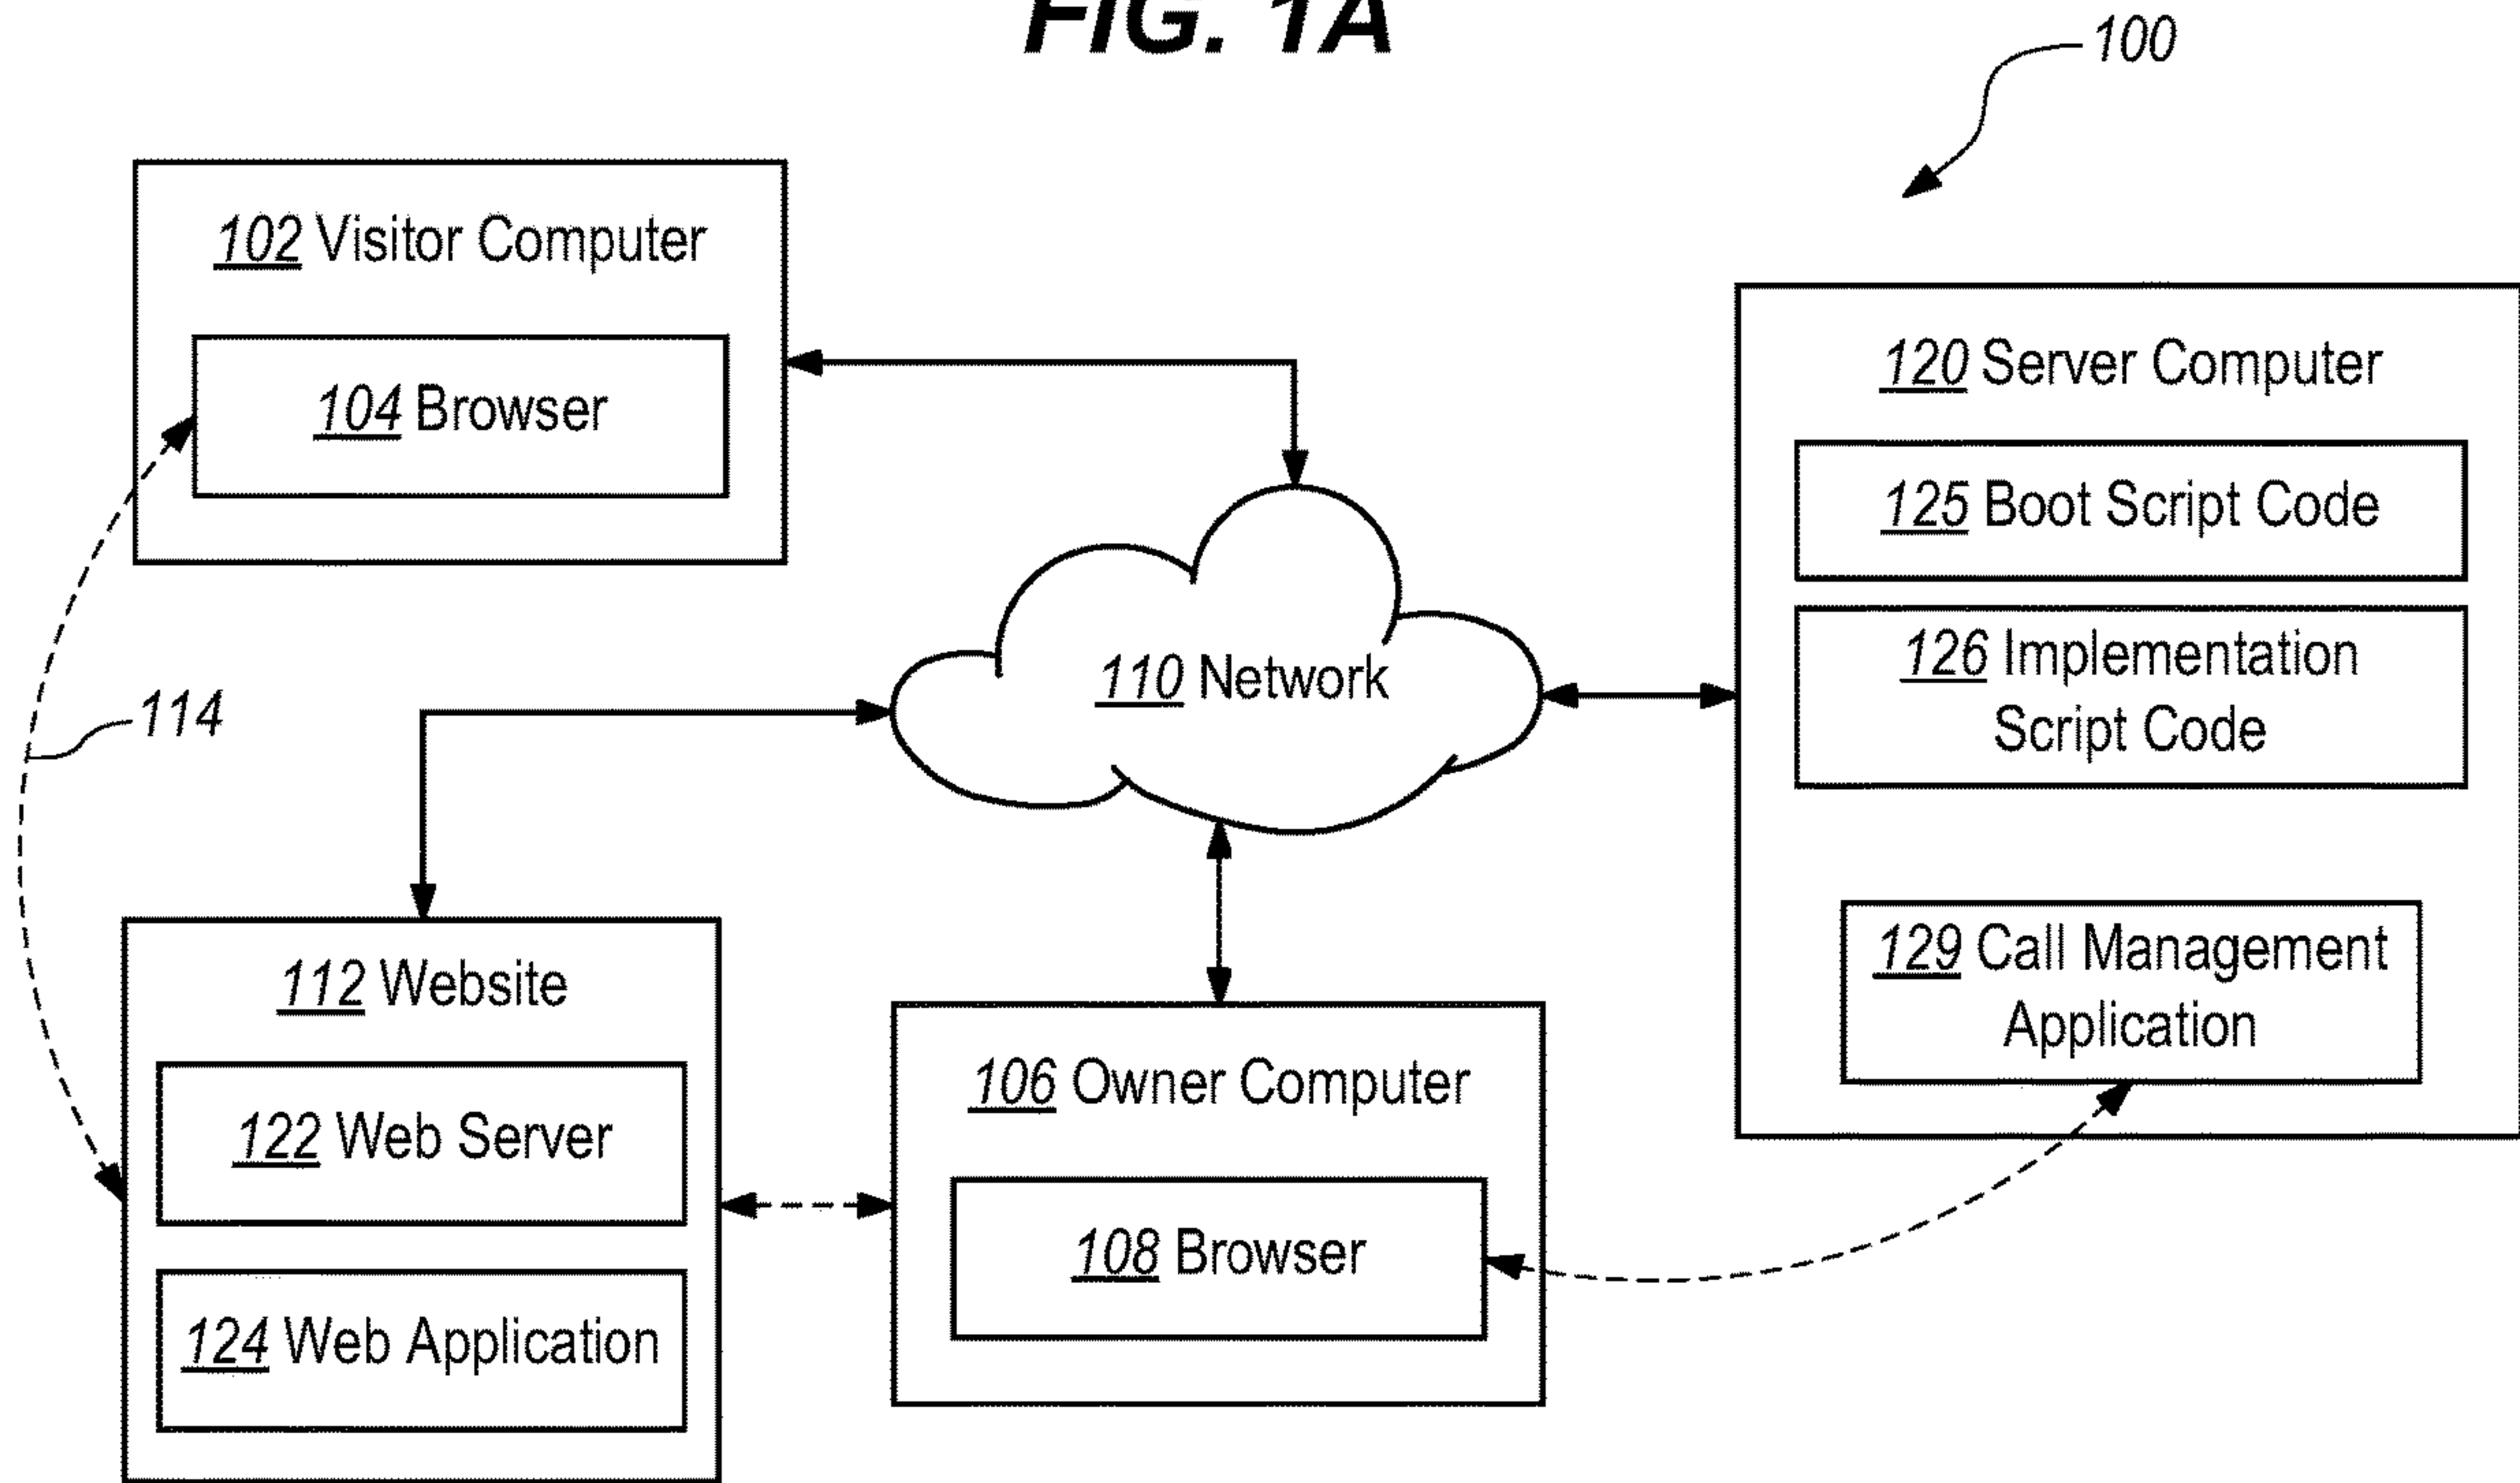 FIG. 1A
100
102 Visitor Computer
104 Browser
120 Server Computer
125 Boot Script Code
126 Implementation
Script Code
110 Network
114
129 Call Management
Application
112 Website
122 Web Server
124 Web Application
106 Owner Computer
108 Browser